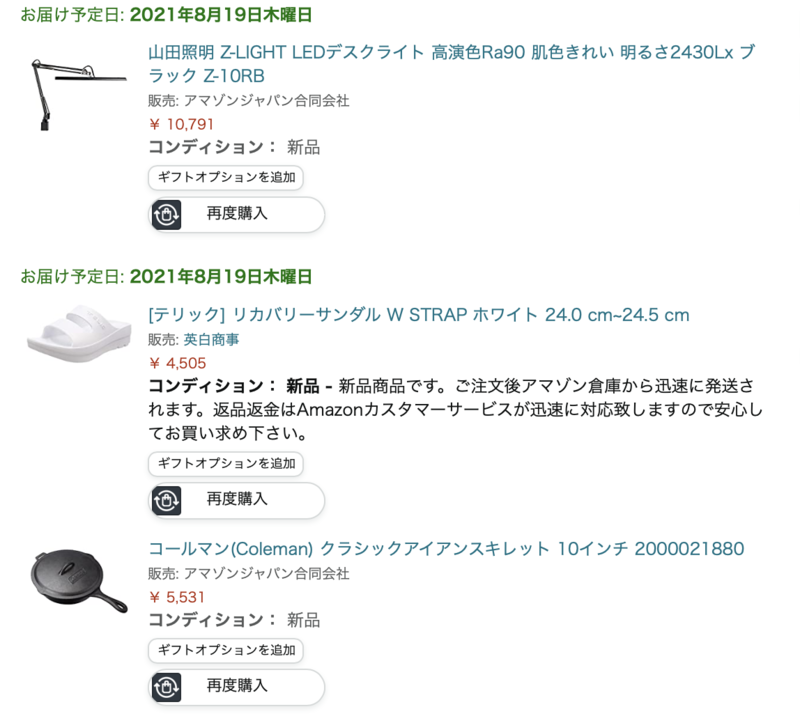 お届け予定日: 2021年8月19日木曜日
山田照明 Z-LIGHT LEDデスクライト 高演色Ra90 肌色きれい 明るさ2430Lx ブ
ラック Z-10RB
販売: アマゾンジャパン合同会社
￥ 10,791
コンディション： 新品
ギフトオプションを追加
再度購入
お届け予定日: 2021年8月19日木曜日
[テリック] リカバリーサンダル W STRAP ホワイト 24.0 cm~24.5 cm
販売: 英白商事
￥ 4,505
コンディション： 新品 - 新品商品です。ご注文後アマゾン倉庫から迅速に発送さ
れます。返品返金はAmazonカスタマーサービスが迅速に対応致しますので安心し
てお買い求め下さい。
ギフトオプションを追加
再度購入
コールマン(Coleman) クラシックアイアンスキレット 10インチ 2000021880
販売: アマゾンジャパン合同会社
￥ 5,531
コンディション： 新品
ギフトオプションを追加
再度購入